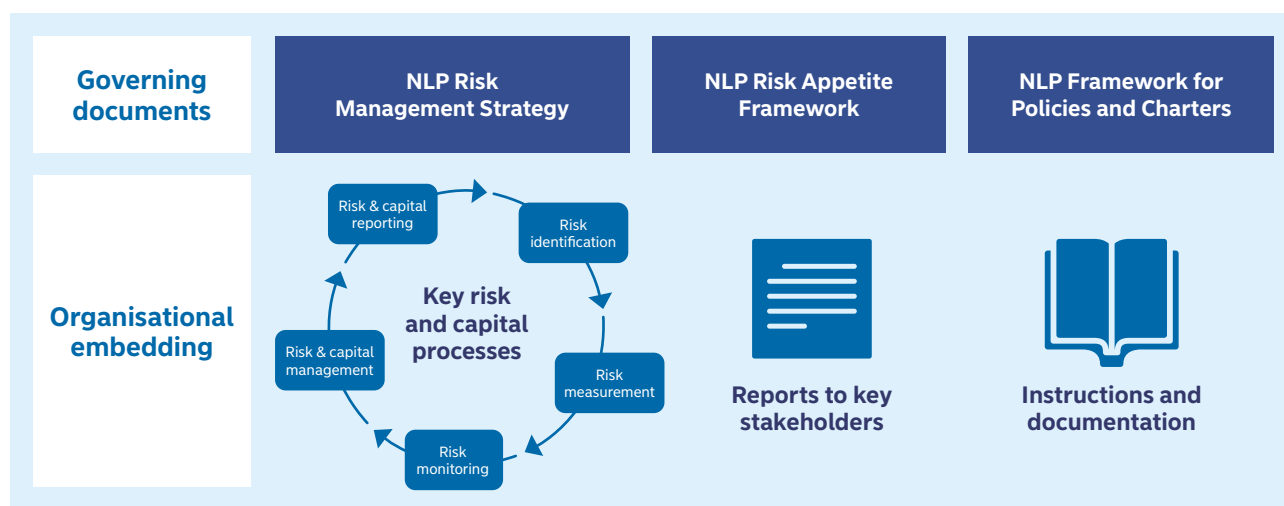 Governing
documents
NLP Risk
Management Strategy
NLP Risk Appetite
Framework
NLP Framework for
Policies and Charters
Organisational
embedding
Risk & capital
reporting
Risk
identification
Key risk
and capital
processes
Risk & capital
management
Risk
measurement
Risk
monitoring
Reports to key
stakeholders
Instructions and
documentation